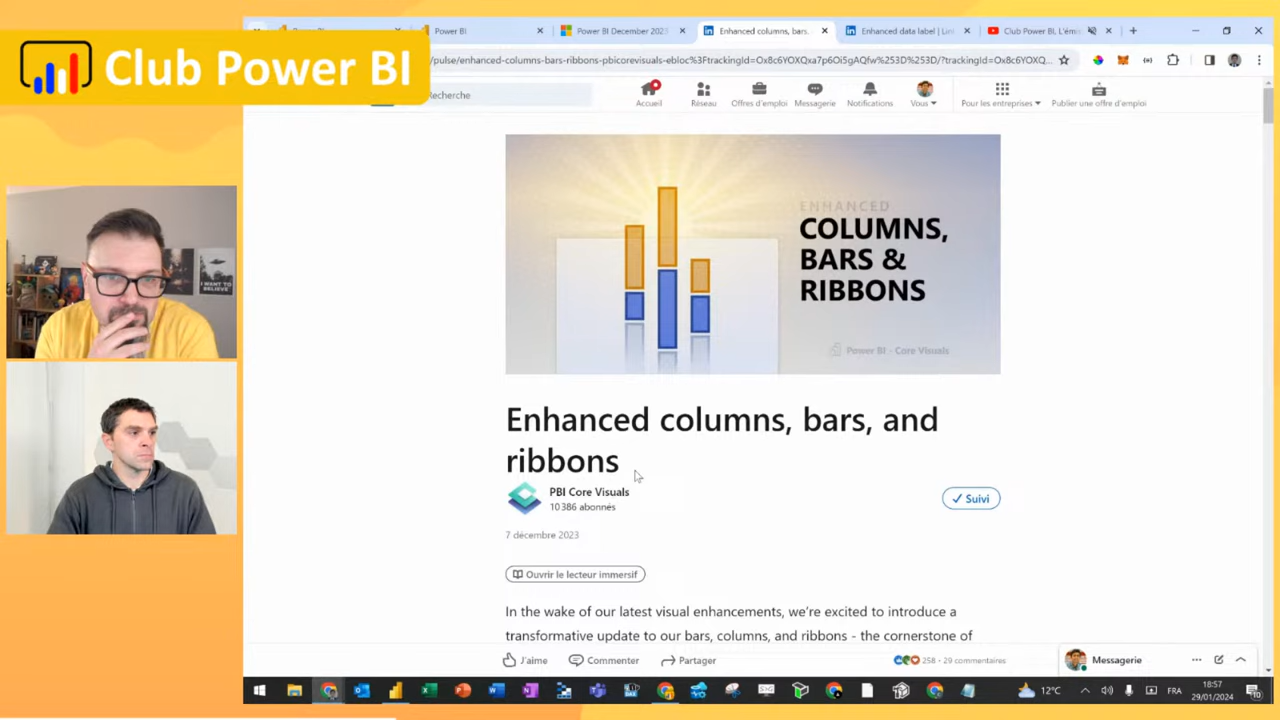 Club Power BI
Power BI
Power BI December 2023
Enhanced columns, bars,
Enhanced data label | Lin
Club Power BI, L'émi
pulse/enhanced-columns-bars-ribbons-pbicorevisuals-ebloc%3FtrackingId=Ox8c6YOXQxa7p6Oi5gAQfw%253D%253D/?trackingId=Ox8c6YOXQ...
echerche
Accueil
Réseau
Offres d'emploi
Messagerie
Notifications
Vous
Pour les entreprises
Publier une offre d'emploi
I WANT TO
BELIEVE
ENHANCED
COLUMNS,
BARS &
RIBBONS
Power BI - Core Visuals
Enhanced columns, bars, and
ribbons
PBI Core Visuals
10 386 abonnés
✓ Suivi
7 décembre 2023
Ouvrir le lecteur immersif
In the wake of our latest visual enhancements, we're excited to introduce a
transformative update to our bars, columns, and ribbons - the cornerstone of
J'aime
Commenter
Partager
258 · 29 commentaires
Messagerie
12°C
FRA
18:57
29/01/2024